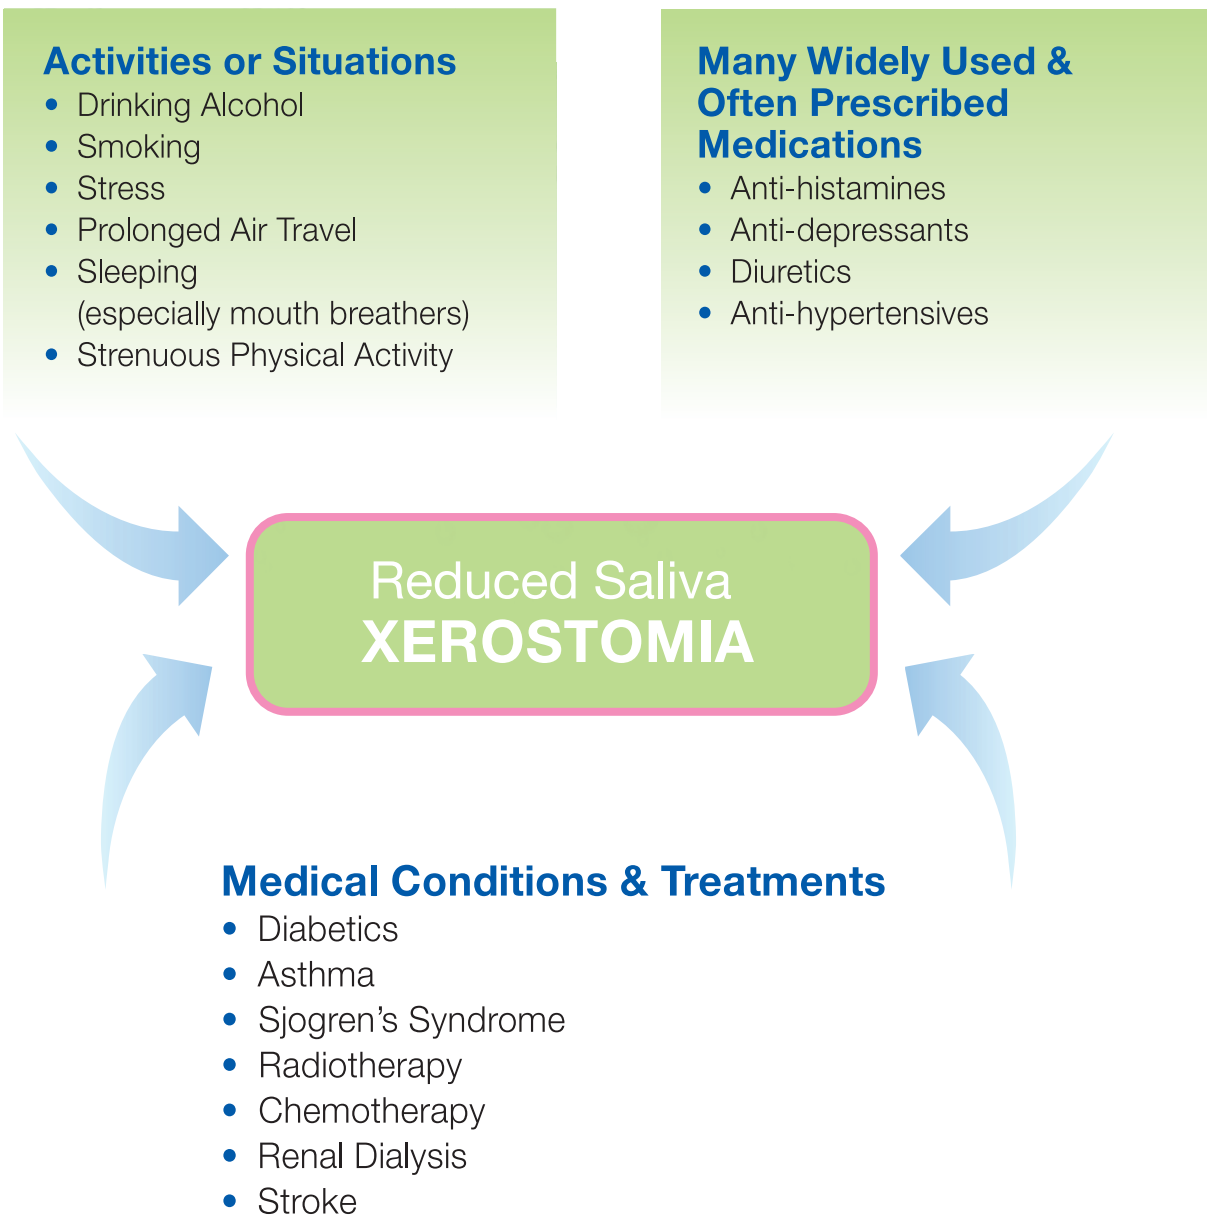 Activities or Situations
• Drinking Alcohol
• Smoking
• Stress
• Prolonged Air Travel
• Sleeping
(especially mouth breathers)
• Strenuous Physical Activity
Many Widely Used &
Often Prescribed
Medications
• Anti-histamines
• Anti-depressants
• Diuretics
• Anti-hypertensives
Reduced Saliva
XEROSTOMIA
Medical Conditions & Treatments
• Diabetics
• Asthma
• Sjogren’s Syndrome
• Radiotherapy
• Chemotherapy
• Renal Dialysis
• Stroke